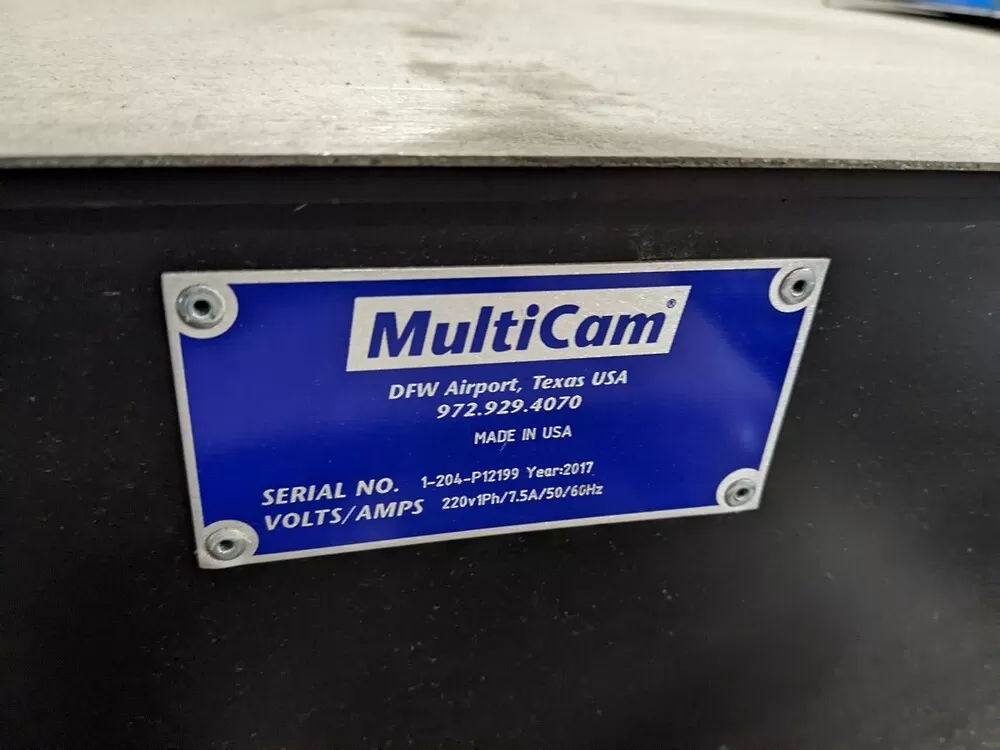 MultiCam®
DFW Airport, Texas USA
972.929.4070
MADE IN USA
SERIAL NO. 1-204-P12199 Year:2017
VOLTS/AMPS 220v1Ph/7.5A/50/60Hz